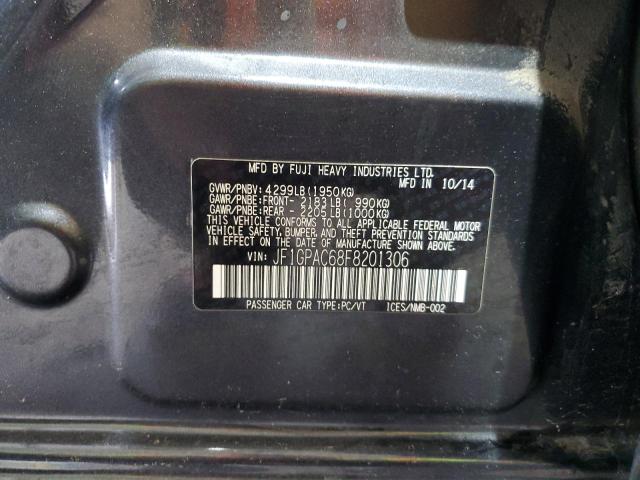 MFD BY FUJI HEAVY INDUSTRIES LTD.
MFD IN 10/14
GVWR/PNBV: 4299LB(1950KG)
GAWR/PNBE:FRONT- 2183LB( 990KG)
GAWR/PNBE:REAR - 2205LB(1000KG)
THIS VEHICLE CONFORMS TO ALL APPLICABLE FEDERAL MOTOR
VEHICLE SAFETY,BUMPER,AND THEFT PREVENTION STANDARDS
IN EFFECT ON THE DATE OF MANUFACTURE SHOWN ABOVE.
VIN: JF1GPAC68F8201306
PASSENGER CAR TYPE:PC/VT ICES/NMB-002